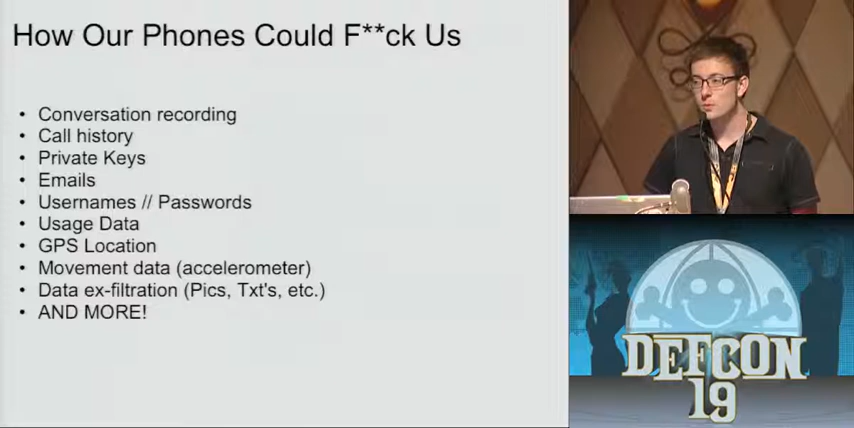 How Our Phones Could F**ck Us
• Conversation recording
• Call history
• Private Keys
• Emails
• Usernames // Passwords
• Usage Data
• GPS Location
• Movement data (accelerometer)
• Data ex-filtration (Pics, Txt's, etc.)
• AND MORE!
DEFCON
19